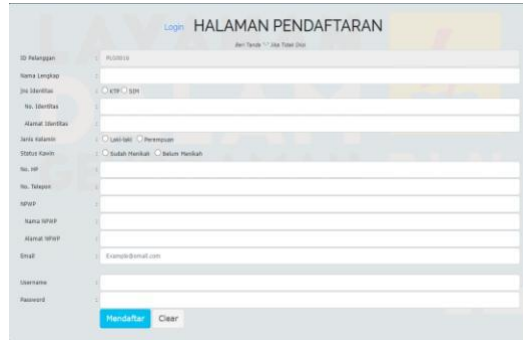 Login HALAMAN PENDAFTARAN
Beri Tanda "-" Jika Tidak Diisi
ID Pelanggan :
Nama Lengkap :
Jns Identitas : KTP SIM
No. Identitas :
Alamat Identitas :
Jenis Kelamin : Laki-laki Perempuan
Status Kawin : Sudah Menikah Belum Menikah
No. HP :
No. Telepon :
NPWP :
Nama NPWP :
Alamat NPWP :
Email : Example@email.com
Username :
Password :
Mendaftar Clear